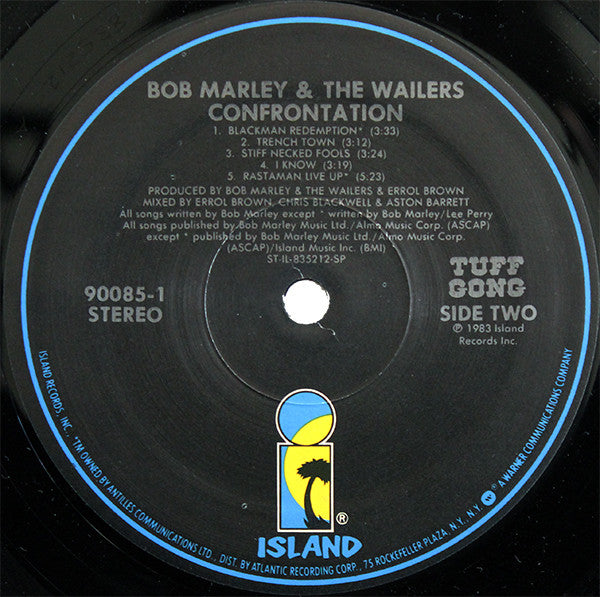 BOB MARLEY & THE WAILERS
CONFRONTATION
1. BLACKMAN REDEMPTION* (3:33)
2. TRENCH TOWN (3:12)
3. STIFF NECKED FOOLS (3:24)
4. I KNOW (3:19)
5. RASTAMAN LIVE UP* (5:23)
PRODUCED BY BOB MARLEY & THE WAILERS & ERROL BROWN
MIXED BY ERROL BROWN, CHRIS BLACKWELL & ASTON BARRETT
All songs written by Bob Marley except * written by Bob Marley/Lee Perry
All songs published by Bob Marley Music Ltd./Almo Music Corp. (ASCAP)
except * published by Bob Marley Music Ltd./Almo Music Corp.
(ASCAP)/Island Music Inc. (BMI)
ST-IL-835212-SP
90085-1
STEREO
TUFF
GONG
SIDE TWO
℗ 1983 Island
Records Inc.
®
ISLAND
ISLAND RECORDS, INC., *TM OWNED BY ANTILLES COMMUNICATIONS LTD., DIST. BY ATLANTIC RECORDING CORP., 75 ROCKEFELLER PLAZA, N.Y., N.Y. ® A WARNER COMMUNICATIONS COMPANY